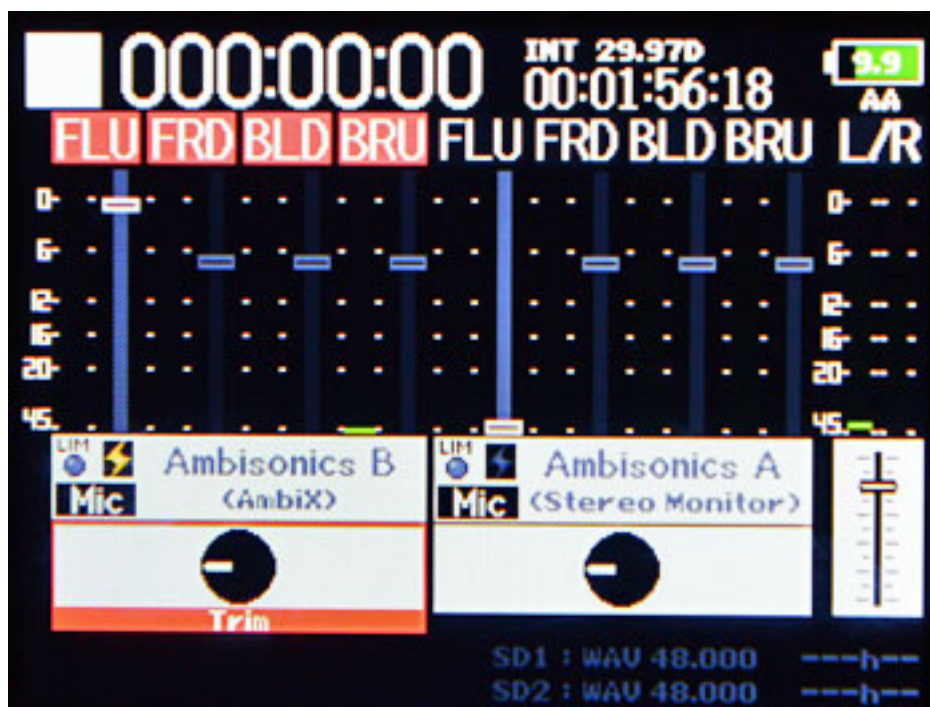 000:00:00 INT 29.97D 9.9
00:01:56:18 AA
FLU FRD BLD BRU FLU FRD BLD BRU L/R
0 0
6 6
12 12
16 16
20 20
45 45
LIM Ambisonics B LIM Ambisonics A
Mic (AmbiX) Mic (Stereo Monitor)
Trim
SD1 : WAV 48.000 ---h--
SD2 : WAV 48.000 ---h--